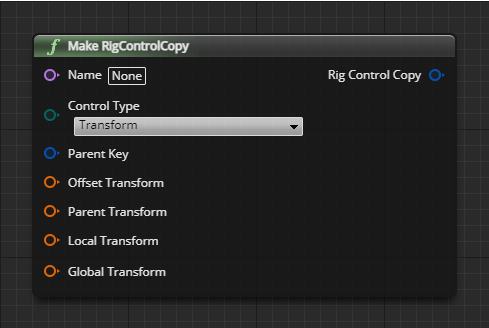 f Make RigControlCopy
Name None Rig Control Copy
Control Type
Transform
Parent Key
Offset Transform
Parent Transform
Local Transform
Global Transform